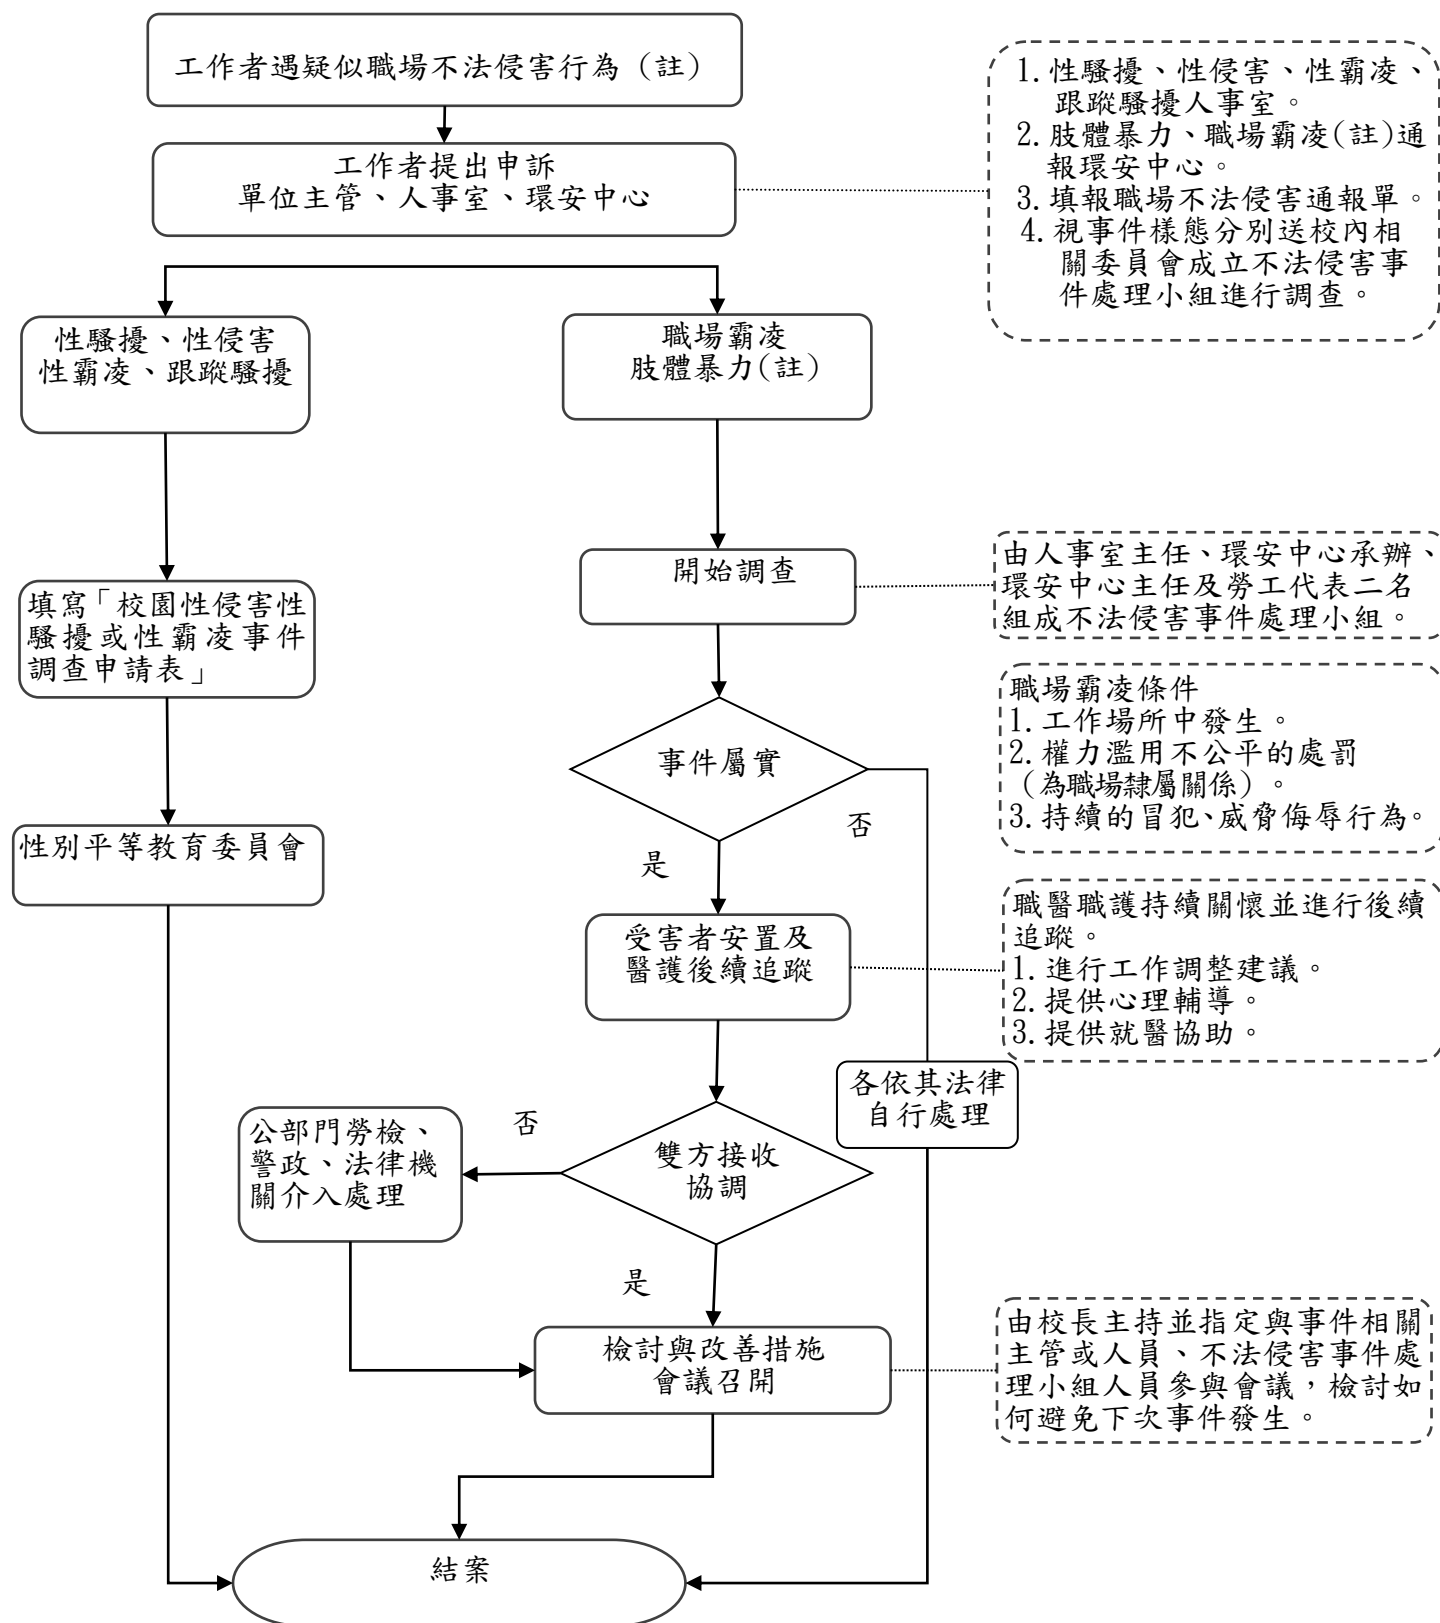 工作者遇疑似職場不法侵害行為（註）
工作者提出申訴
單位主管、人事室、環安中心
1.性騷擾、性侵害、性霸凌、
跟蹤騷擾人事室。
2.肢體暴力、職場霸凌(註)通
報環安中心。
3.填報職場不法侵害通報單。
4.視事件樣態分別送校內相
關委員會成立不法侵害事
件處理小組進行調查。
性騷擾、性侵害
性霸凌、跟蹤騷擾
職場霸凌
肢體暴力(註)
開始調查
由人事室主任、環安中心承辦、
環安中心主任及勞工代表二名
組成不法侵害事件處理小組。
填寫「校園性侵害性
騷擾或性霸凌事件
調查申請表」
職場霸凌條件
1.工作場所中發生。
2.權力濫用不公平的處罰
（為職場隸屬關係）。
3.持續的冒犯、威脅侮辱行為。
事件屬實
否
是
性別平等教育委員會
受害者安置及
醫護後續追蹤
職醫職護持續關懷並進行後續
追蹤。
1.進行工作調整建議。
2.提供心理輔導。
3.提供就醫協助。
各依其法律
自行處理
公部門勞檢、
警政、法律機
關介入處理
否
雙方接收
協調
是
檢討與改善措施
會議召開
由校長主持並指定與事件相關
主管或人員、不法侵害事件處
理小組人員參與會議，檢討如
何避免下次事件發生。
結案